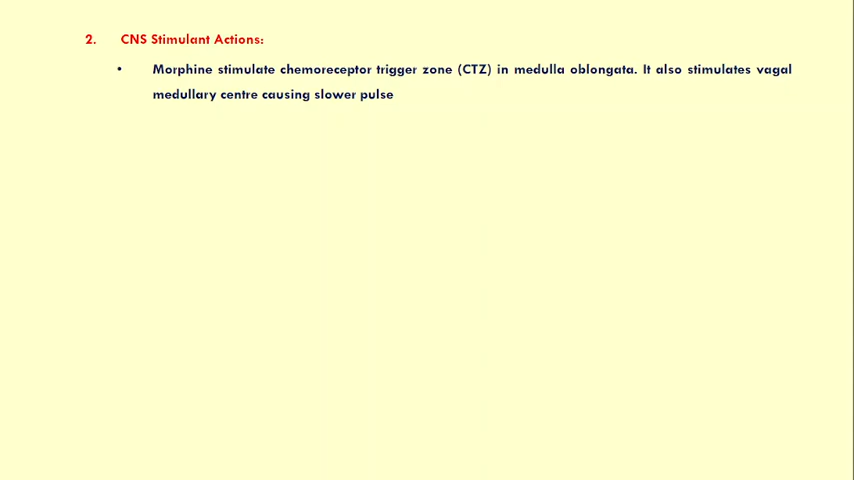 2. CNS Stimulant Actions:
• Morphine stimulate chemoreceptor trigger zone (CTZ) in medulla oblongata. It also stimulates vagal
medullary centre causing slower pulse